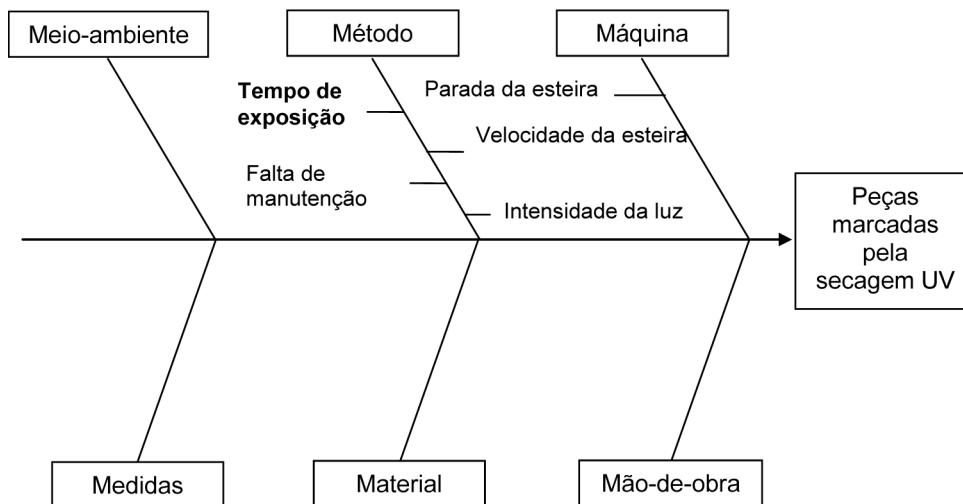 Meio-ambiente
Método
Máquina
Tempo de
exposição
Parada da esteira
Velocidade da esteira
Falta de
manutenção
Intensidade da luz
Peças
marcadas
pela
secagem UV
Medidas
Material
Mão-de-obra